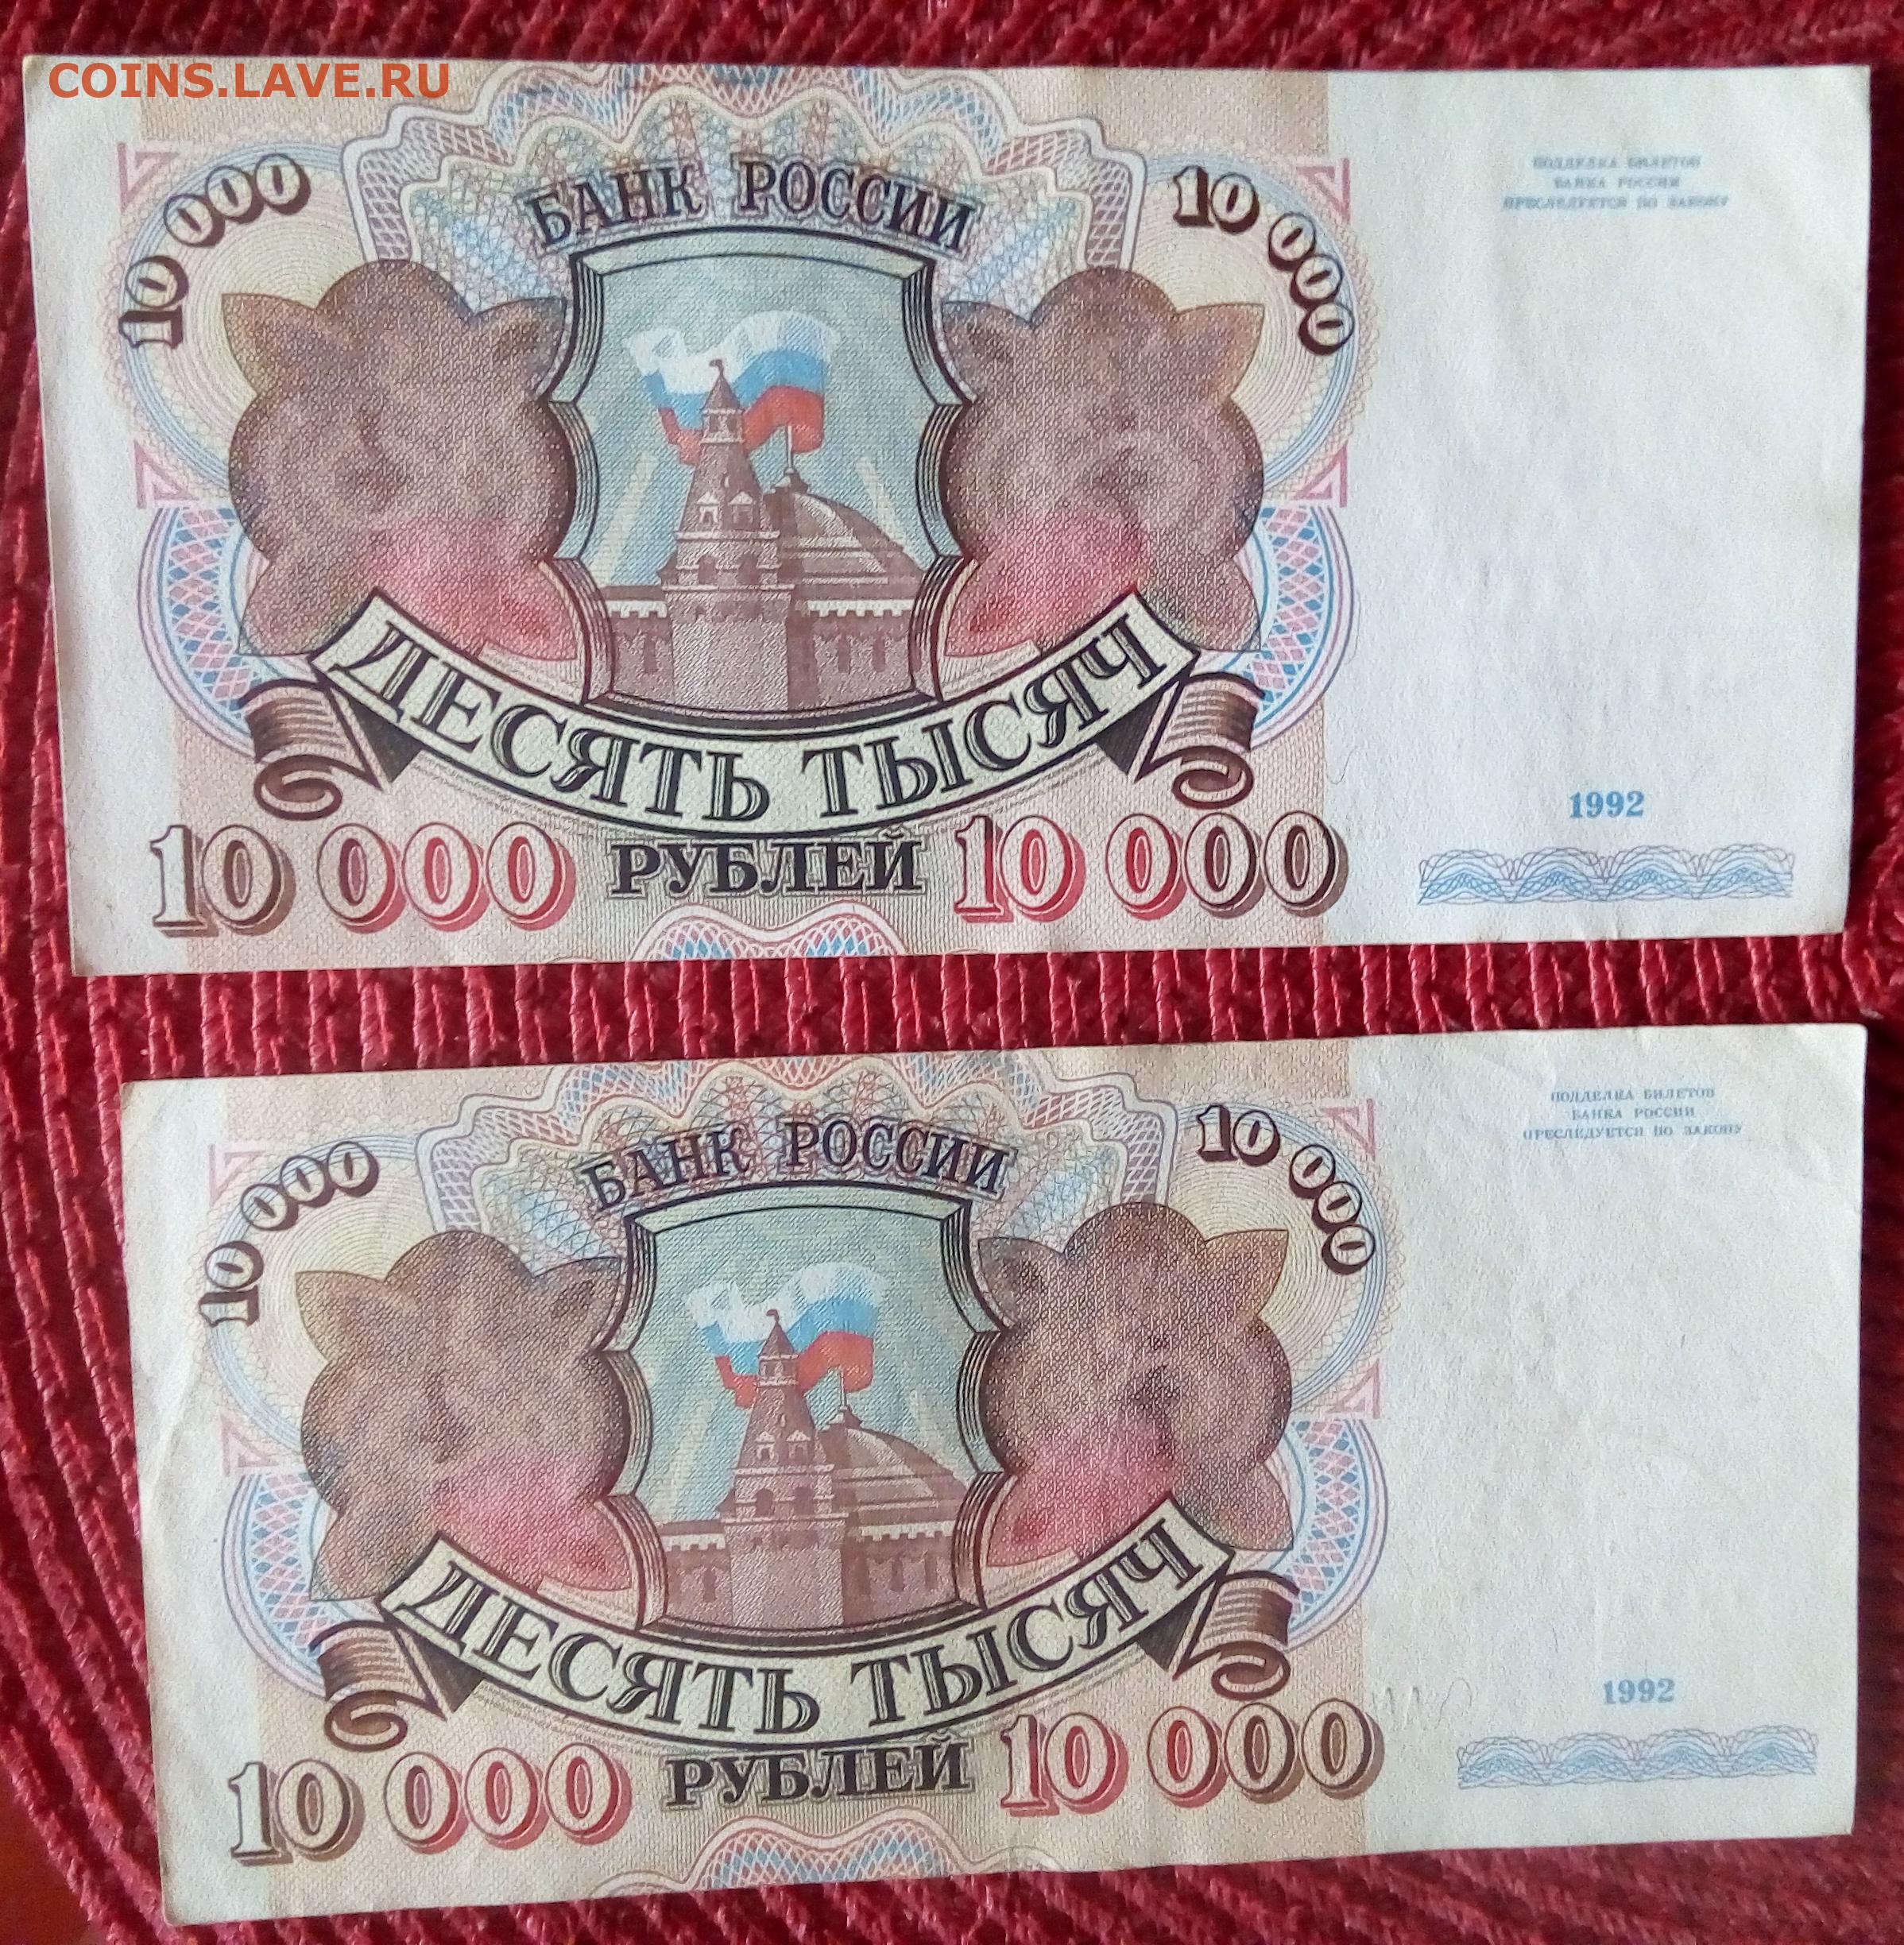 COINS.LAVE.RU
10 000
БАНК РОССИИ
10 000
ПОДДЕЛКА БИЛЕТОВ
БАНКА РОССИИ
ПРЕСЛЕДУЕТСЯ ПО ЗАКОНУ
ДЕСЯТЬ ТЫСЯЧ
1992
10 000 РУБЛЕЙ 10 000
10 000
БАНК РОССИИ
10 000
ПОДДЕЛКА БИЛЕТОВ
БАНКА РОССИИ
ПРЕСЛЕДУЕТСЯ ПО ЗАКОНУ
ДЕСЯТЬ ТЫСЯЧ
1992
10 000 РУБЛЕЙ 10 000